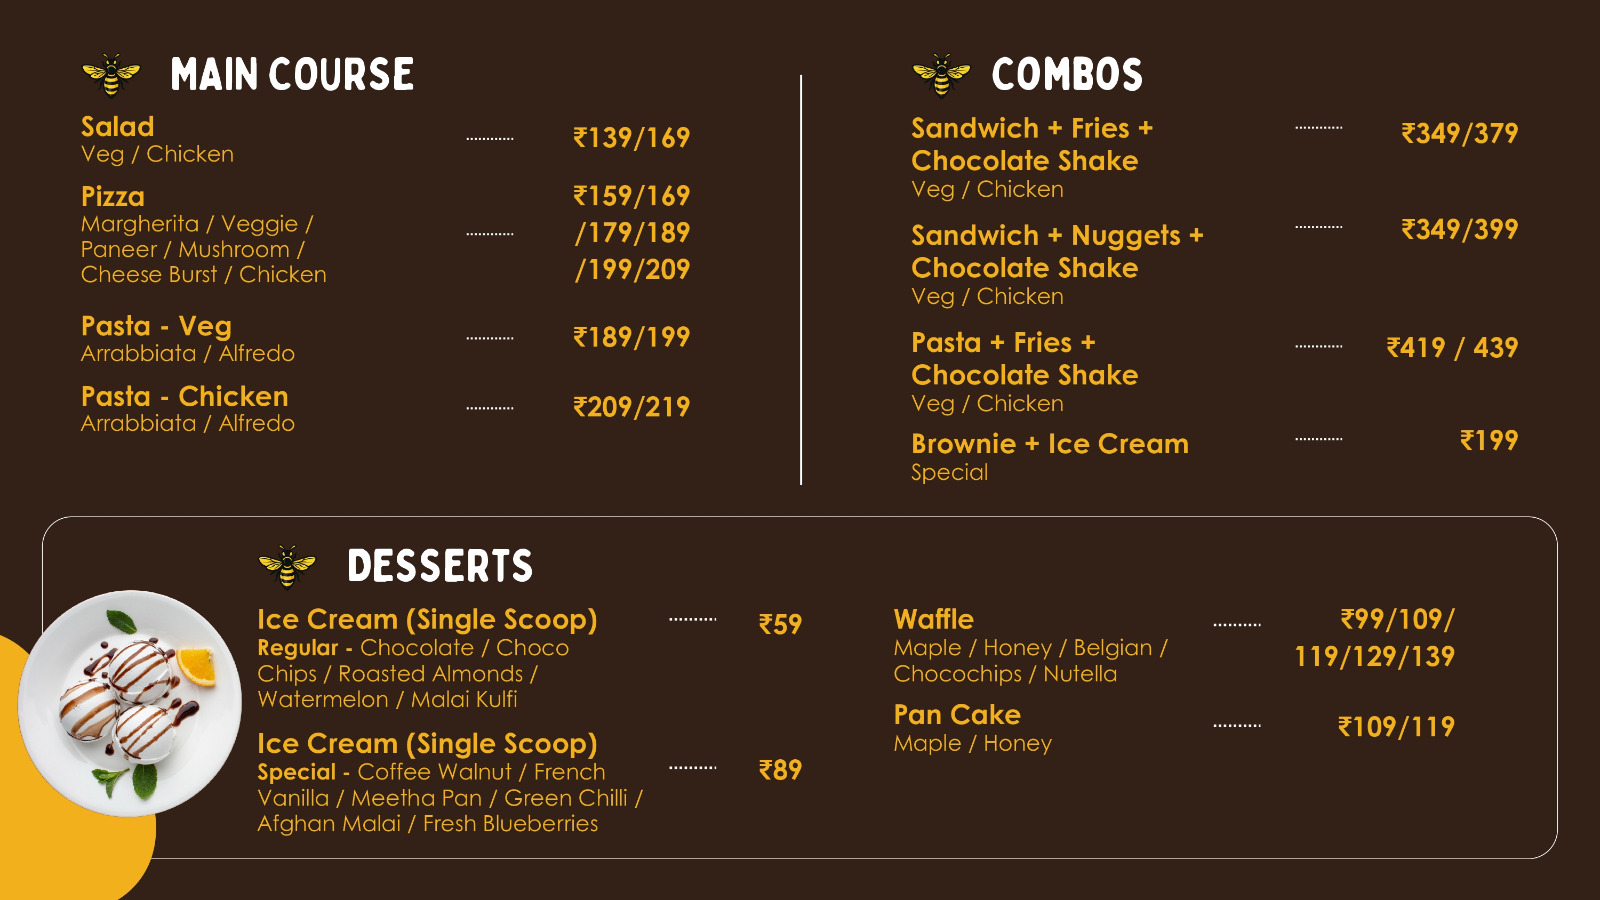 MAIN COURSE
Salad
Veg / Chicken
............ ₹139/169
Pizza
Margherita / Veggie /
Paneer / Mushroom /
Cheese Burst / Chicken
............ ₹159/169
/179/189
/199/209
Pasta - Veg
Arrabbiata / Alfredo
............ ₹189/199
Pasta - Chicken
Arrabbiata / Alfredo
............ ₹209/219
COMBOS
Sandwich + Fries +
Chocolate Shake
Veg / Chicken
............ ₹349/379
Sandwich + Nuggets +
Chocolate Shake
Veg / Chicken
............ ₹349/399
Pasta + Fries +
Chocolate Shake
Veg / Chicken
............ ₹419 / 439
Brownie + Ice Cream
Special
............ ₹199
DESSERTS
Ice Cream (Single Scoop)
Regular - Chocolate / Choco
Chips / Roasted Almonds /
Watermelon / Malai Kulfi
............ ₹59
Ice Cream (Single Scoop)
Special - Coffee Walnut / French
Vanilla / Meetha Pan / Green Chilli /
Afghan Malai / Fresh Blueberries
............ ₹89
Waffle
Maple / Honey / Belgian /
Chocochips / Nutella
............ ₹99/109/
119/129/139
Pan Cake
Maple / Honey
............ ₹109/119